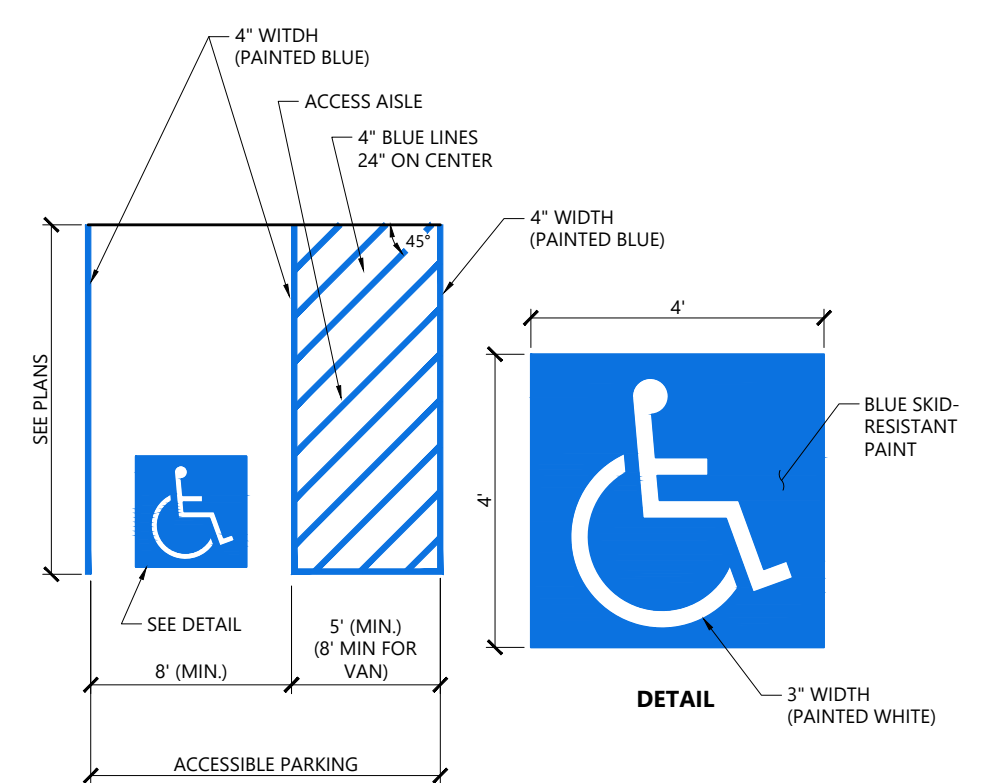 4" WITDH
(PAINTED BLUE)
ACCESS AISLE
4" BLUE LINES
24" ON CENTER
4" WIDTH
(PAINTED BLUE)
45°
SEE PLANS
SEE DETAIL
8' (MIN.)
5' (MIN.)
(8' MIN FOR
VAN)
ACCESSIBLE PARKING
4'
4'
BLUE SKID-
RESISTANT
PAINT
DETAIL
3" WIDTH
(PAINTED WHITE)